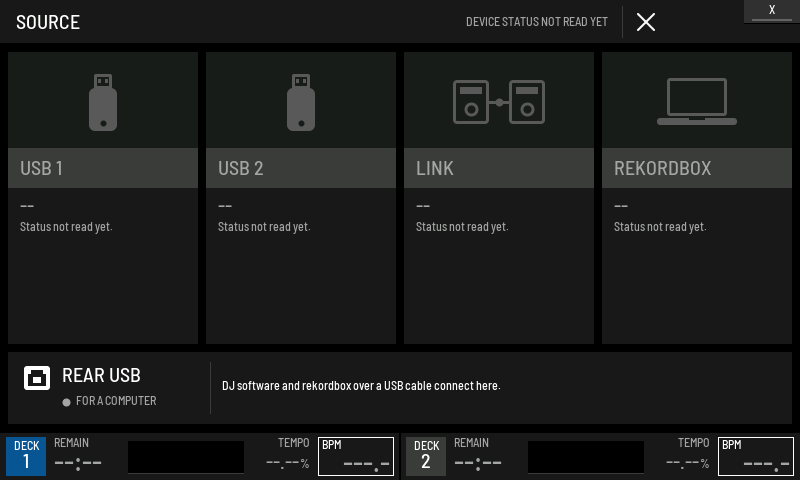 SOURCE
DEVICE STATUS NOT READ YET
X
USB 1
USB 2
LINK
REKORDBOX
--
--
--
--
Status not read yet.
Status not read yet.
Status not read yet.
Status not read yet.
REAR USB
FOR A COMPUTER
DJ software and rekordbox over a USB cable connect here.
DECK
1
REMAIN
--:--
TEMPO
--.--%
BPM
---.-
DECK
2
REMAIN
--:--
TEMPO
--.--%
BPM
---.-